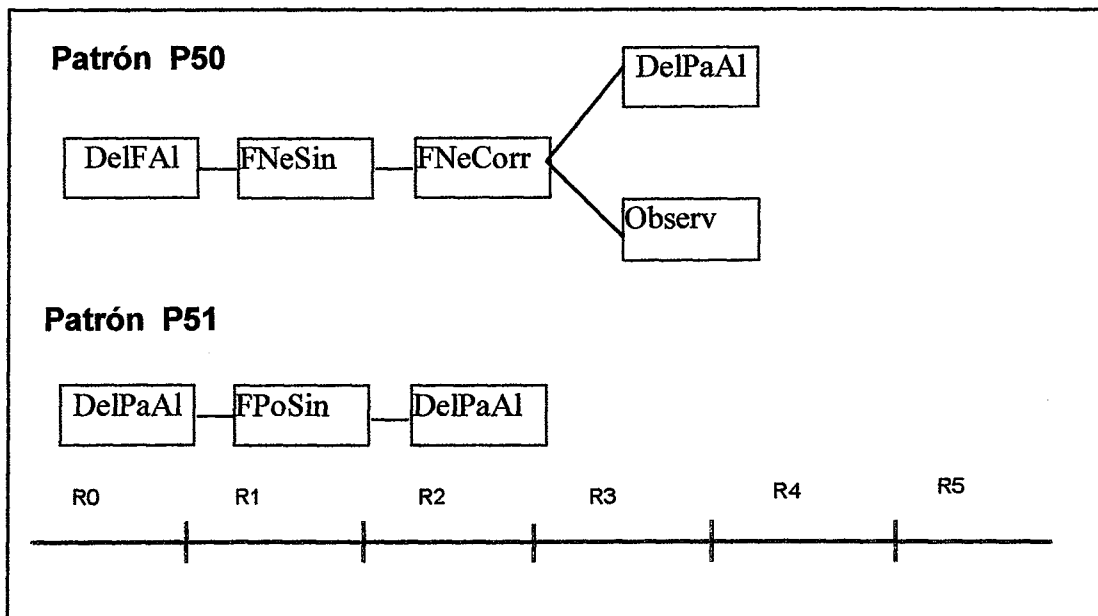 Patrón P50
DelPaAl
DelFAl
FNeSin
FNeCorr
Observ
Patrón P51
DelPaAl
FPoSin
DelPaAl
R0
R1
R2
R3
R4
R5